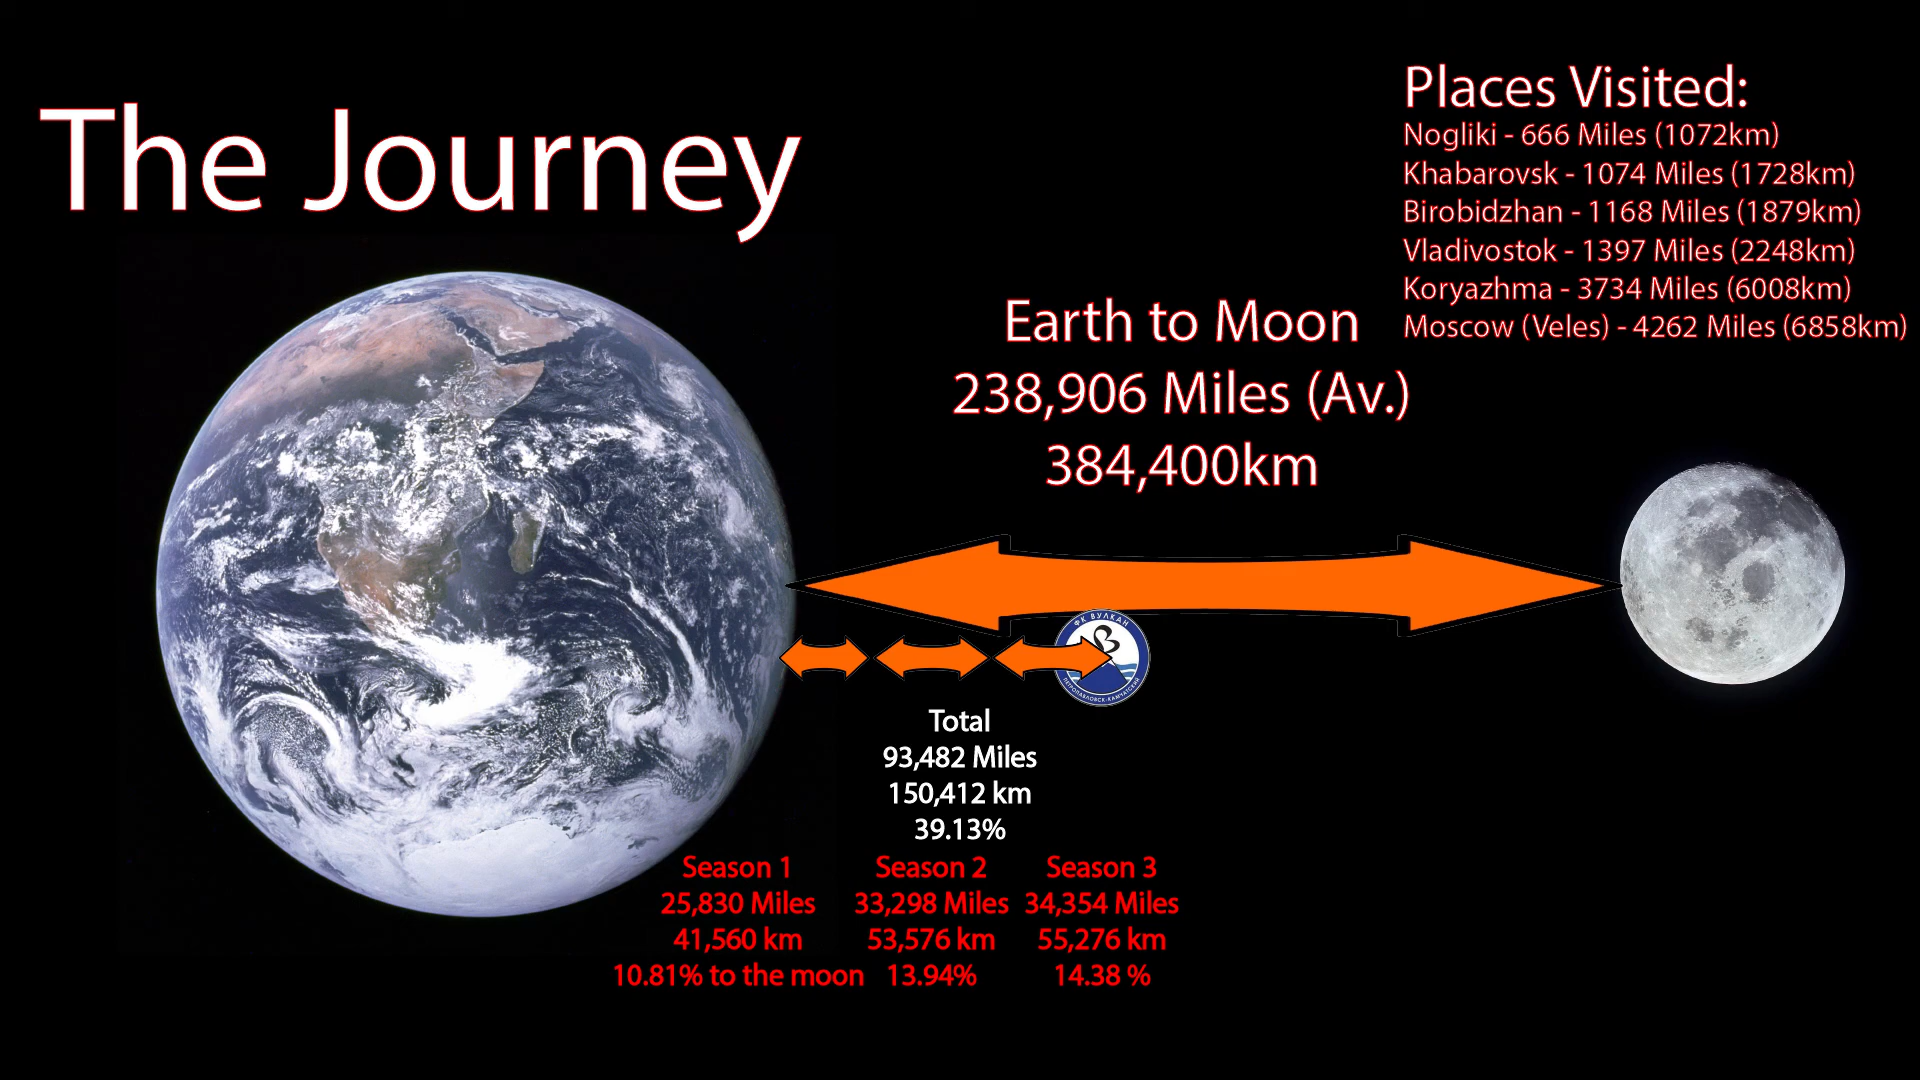 The Journey
Places Visited:
Nogliki - 666 Miles (1072km)
Khabarovsk - 1074 Miles (1728km)
Birobidzhan - 1168 Miles (1879km)
Vladivostok - 1397 Miles (2248km)
Koryazhma - 3734 Miles (6008km)
Moscow (Veles) - 4262 Miles (6858km)
Earth to Moon
238,906 Miles (Av.)
384,400km
ФК ВУЛКАН
ПЕТРОПАВЛОВСК-КАМЧАТСКИЙ
Total
93,482 Miles
150,412 km
39.13%
Season 1
25,830 Miles
41,560 km
10.81% to the moon
Season 2
33,298 Miles
53,576 km
13.94%
Season 3
34,354 Miles
55,276 km
14.38 %